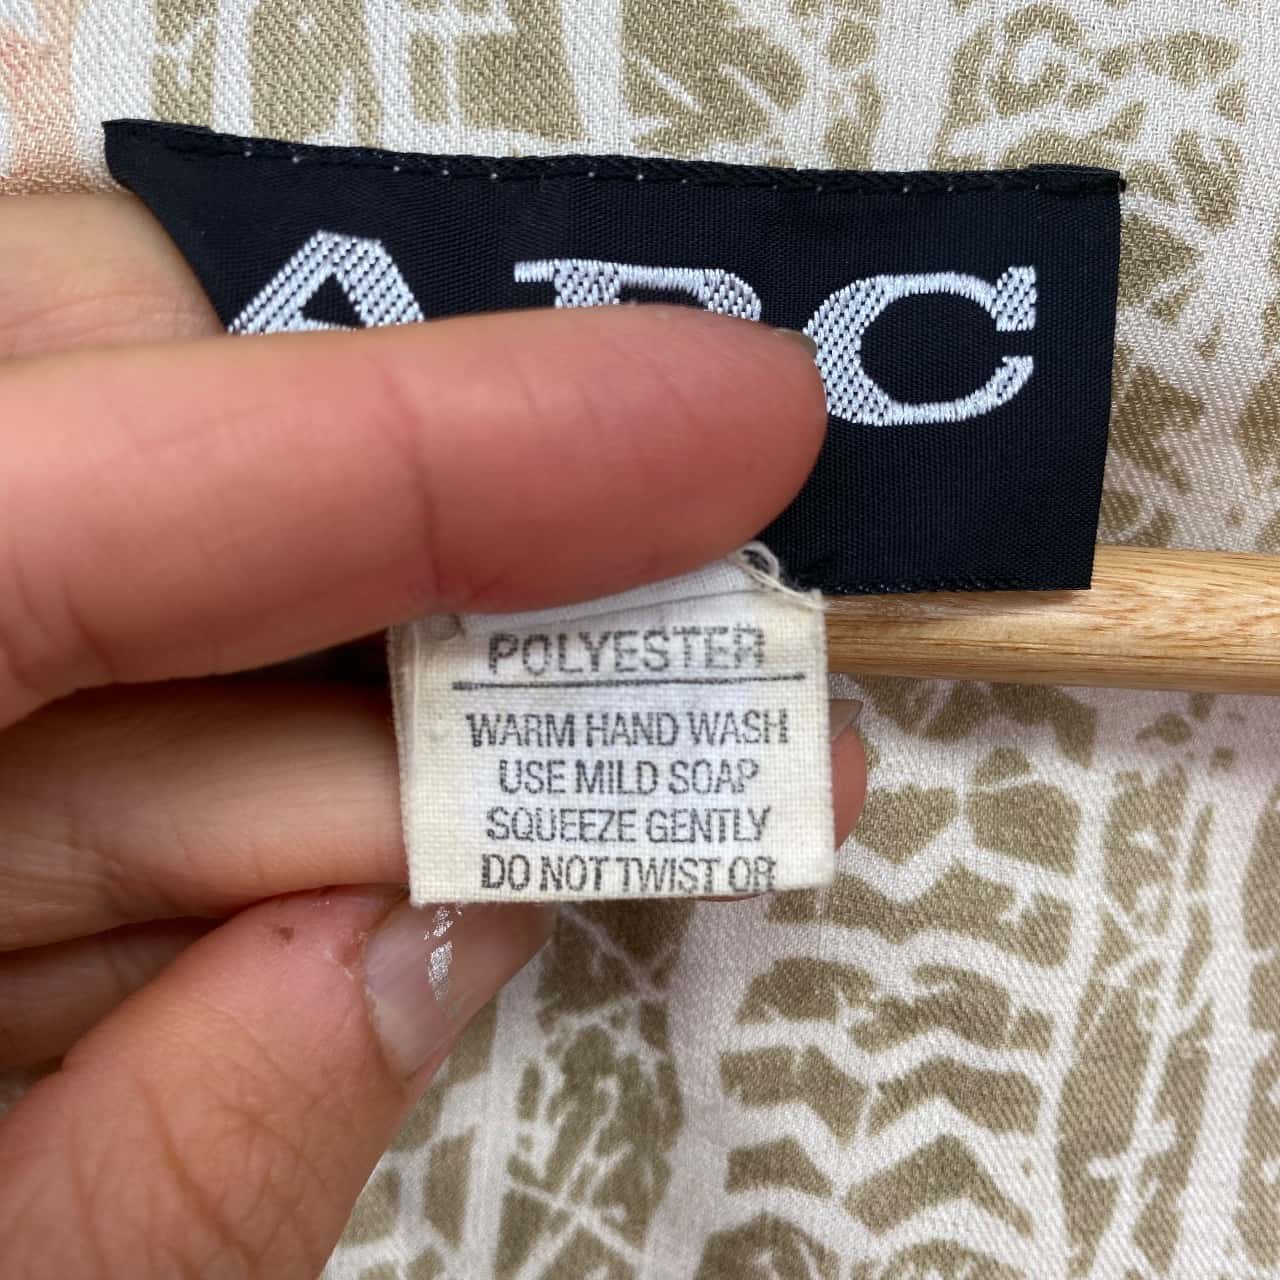 POLYESTER
WARM HAND WASH
USE MILD SOAP
SQUEEZE GENTLY
DO NOT TWIST OR